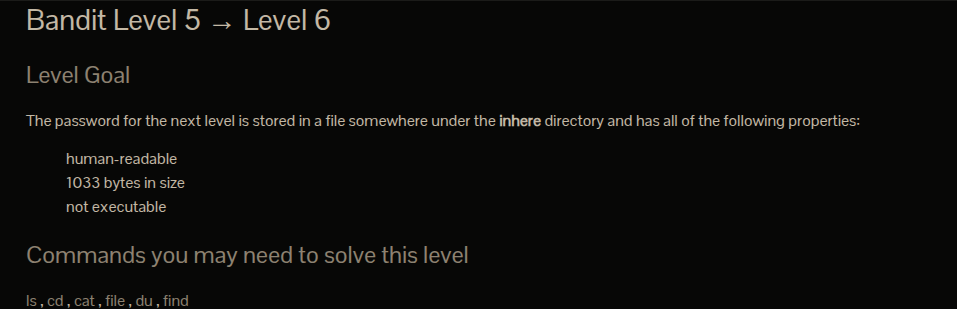 Bandit Level 5 → Level 6
Level Goal
The password for the next level is stored in a file somewhere under the inhere directory and has all of the following properties:
human-readable
1033 bytes in size
not executable
Commands you may need to solve this level
ls , cd , cat , file , du , find